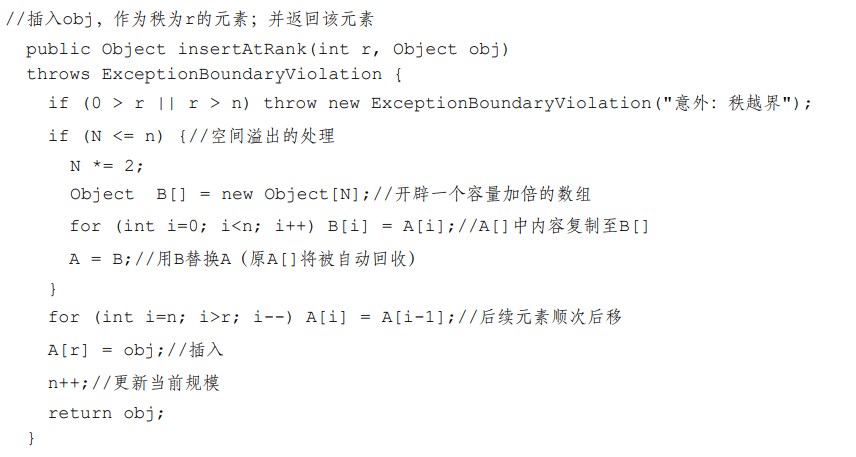 //插入obj，作为秩为r的元素；并返回该元素
public Object insertAtRank(int r, Object obj)
throws ExceptionBoundaryViolation {
if (0 > r || r > n) throw new ExceptionBoundaryViolation("意外：秩越界");
if (N <= n) {//空间溢出的处理
N *= 2;
Object  B[] = new Object[N];//开辟一个容量加倍的数组
for (int i=0; i<n; i++) B[i] = A[i];//A[]中内容复制至B[]
A = B;//用B替换A（原A[]将被自动回收）
}
for (int i=n; i>r; i--) A[i] = A[i-1];//后续元素顺次后移
A[r] = obj;//插入
n++;//更新当前规模
return obj;
}